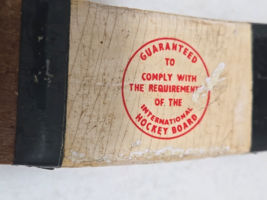 GUARANTEED
TO
COMPLY WITH
THE REQUIREMENTS
OF THE
INTERNATIONAL
HOCKEY BOARD